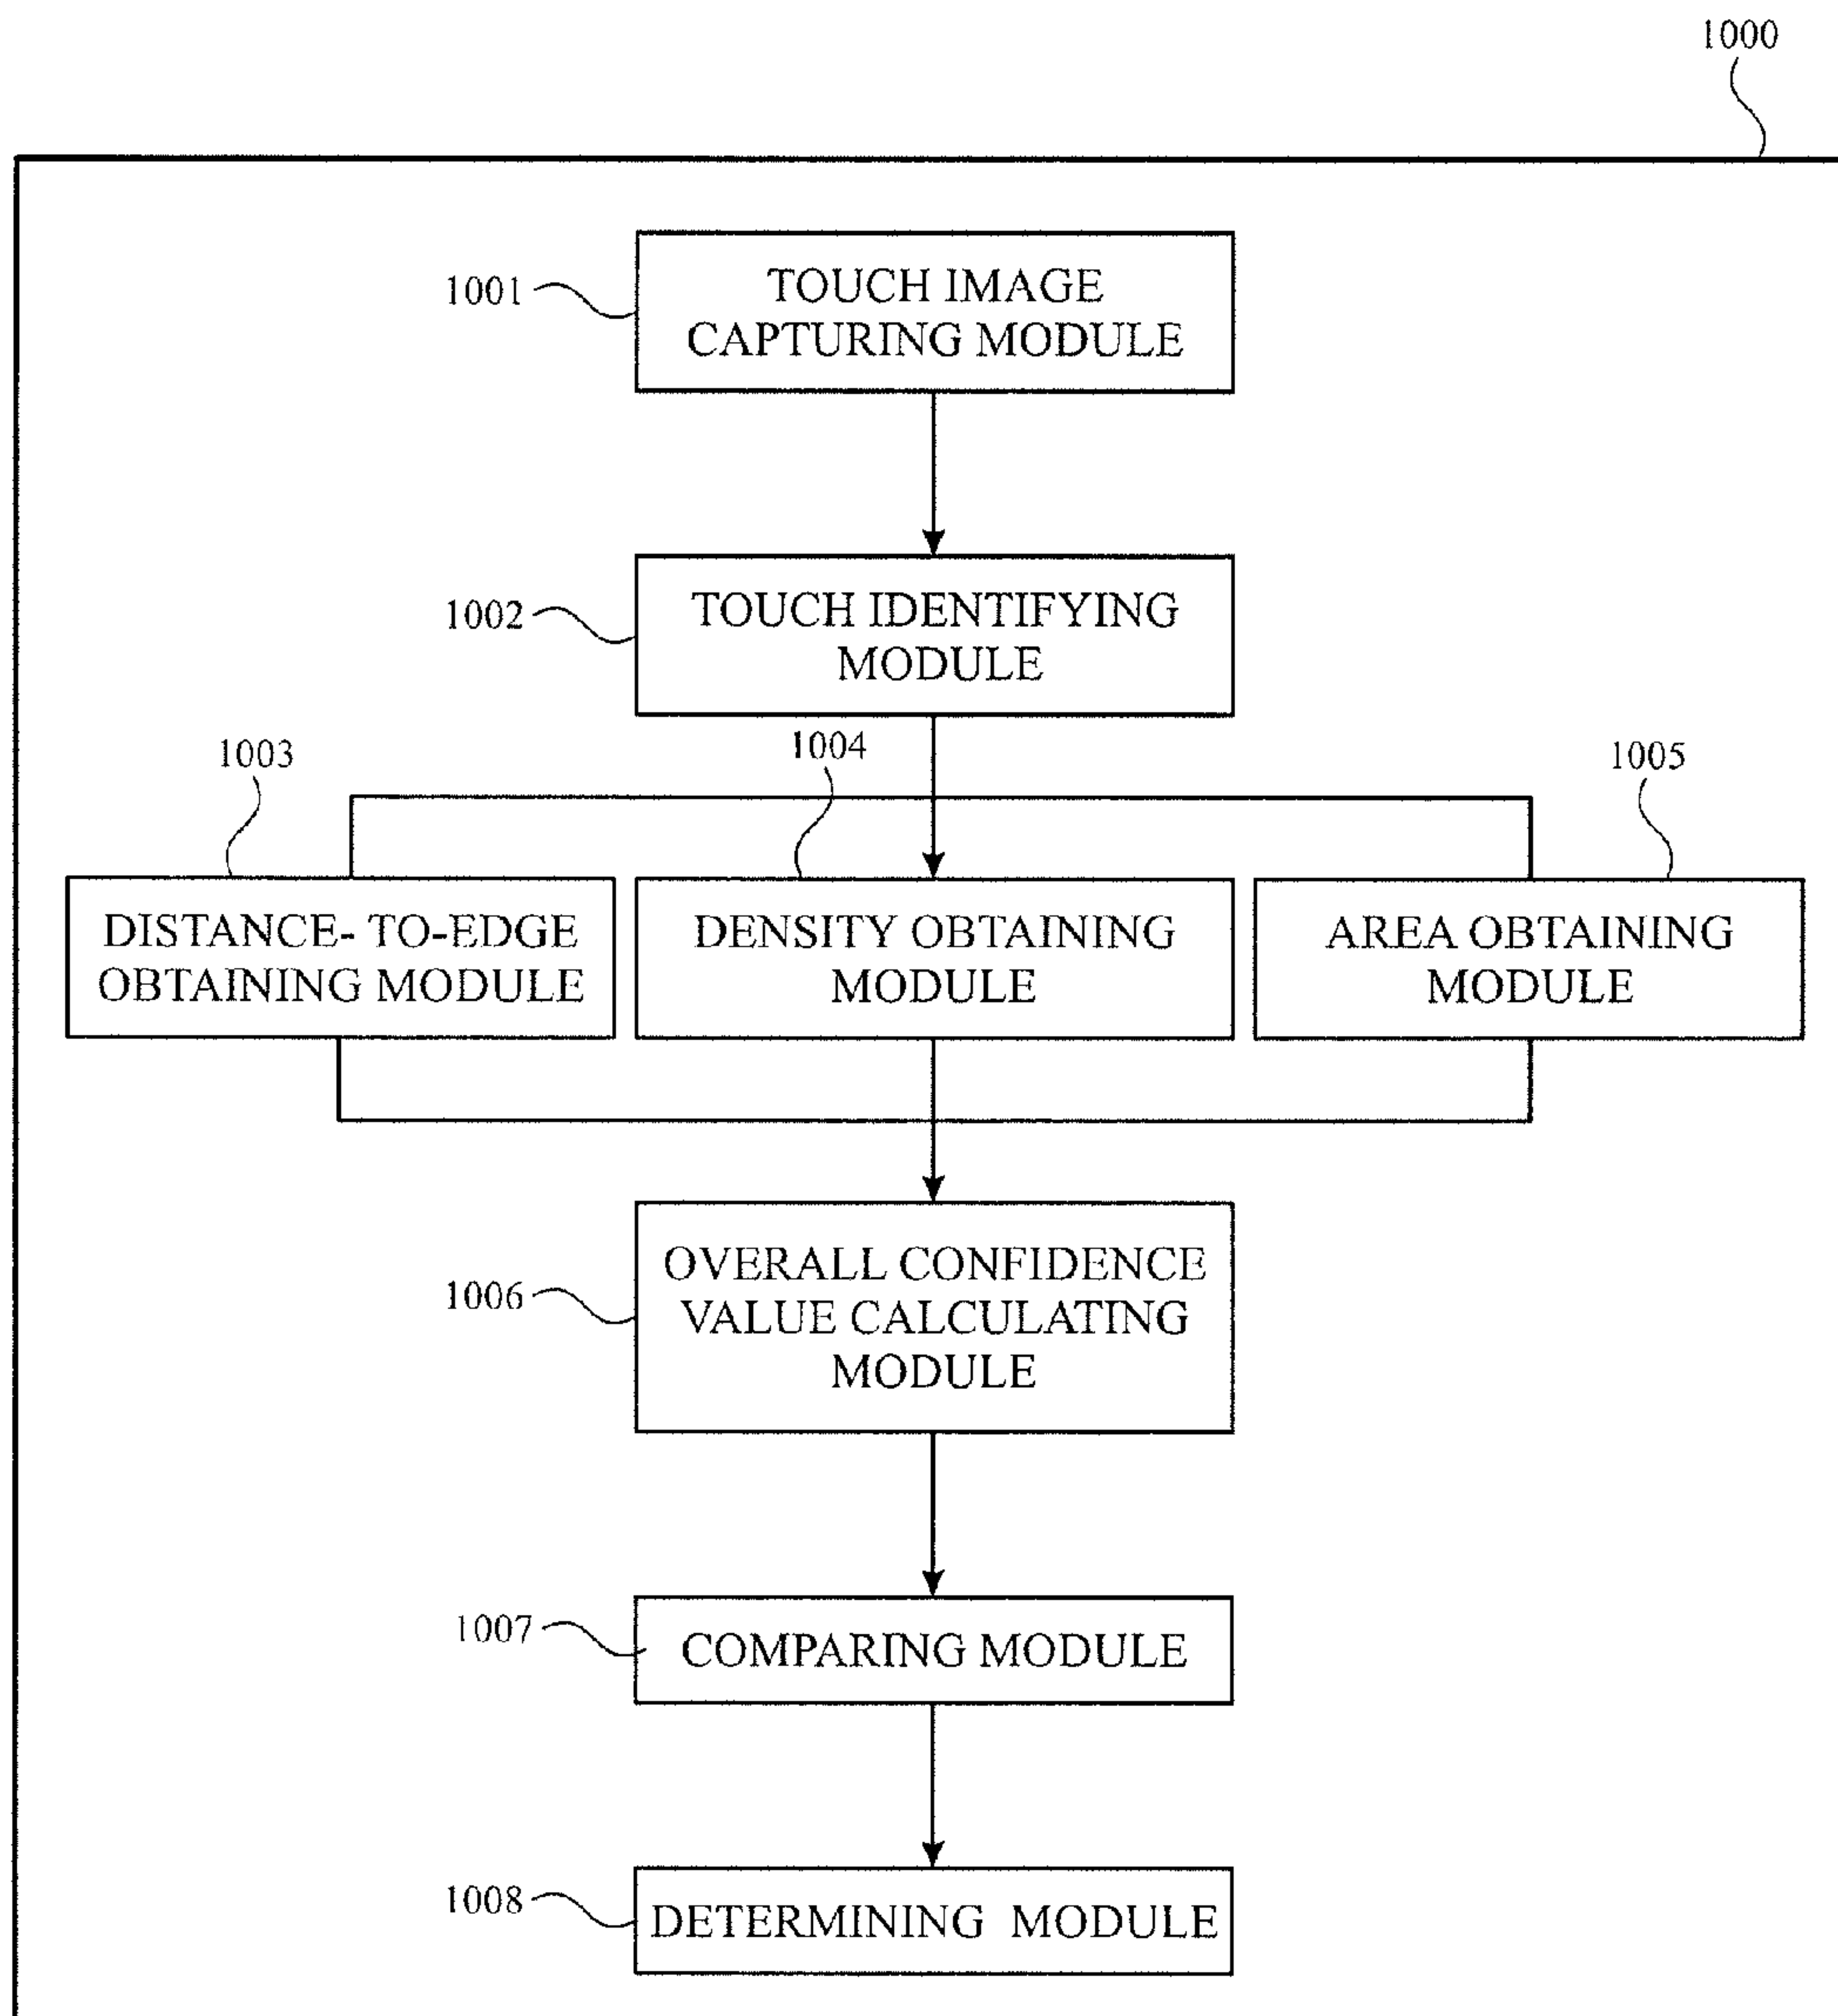 1000
1001
TOUCH IMAGE
CAPTURING MODULE
1002
TOUCH IDENTIFYING
MODULE
1003
1004
1005
DISTANCE- TO-EDGE
OBTAINING MODULE
DENSITY OBTAINING
MODULE
AREA OBTAINING
MODULE
1006
OVERALL CONFIDENCE
VALUE CALCULATING
MODULE
1007
COMPARING MODULE
1008
DETERMINING MODULE